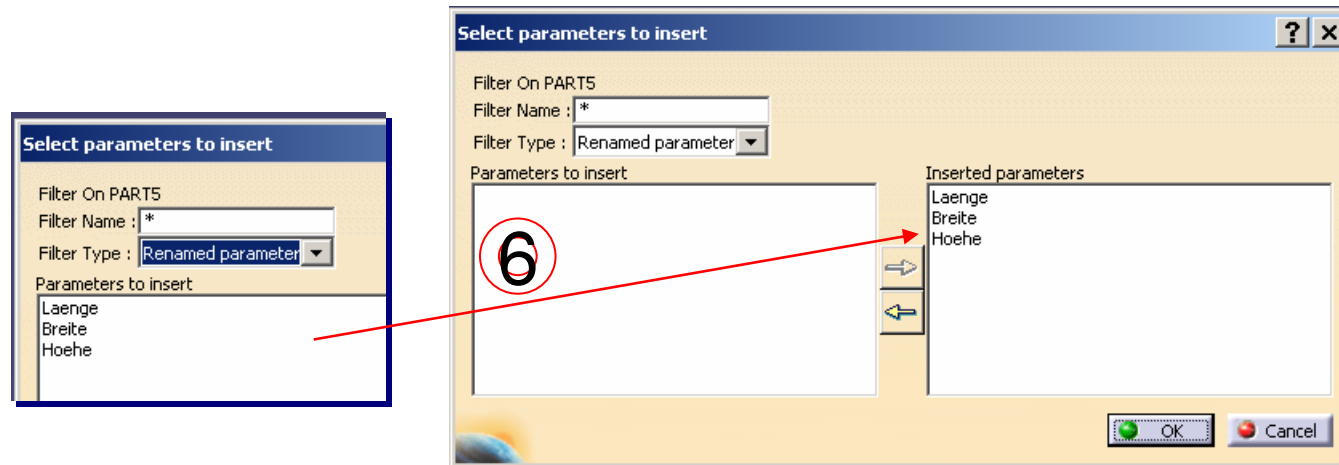 Select parameters to insert
Filter On PART5
Filter Name : *
Filter Type : Renamed parameter
Parameters to insert
Laenge
Breite
Hoehe
Select parameters to insert
? x
Filter On PART5
Filter Name : *
Filter Type : Renamed parameter
Parameters to insert
6
Inserted parameters
Laenge
Breite
Hoehe
OK
Cancel